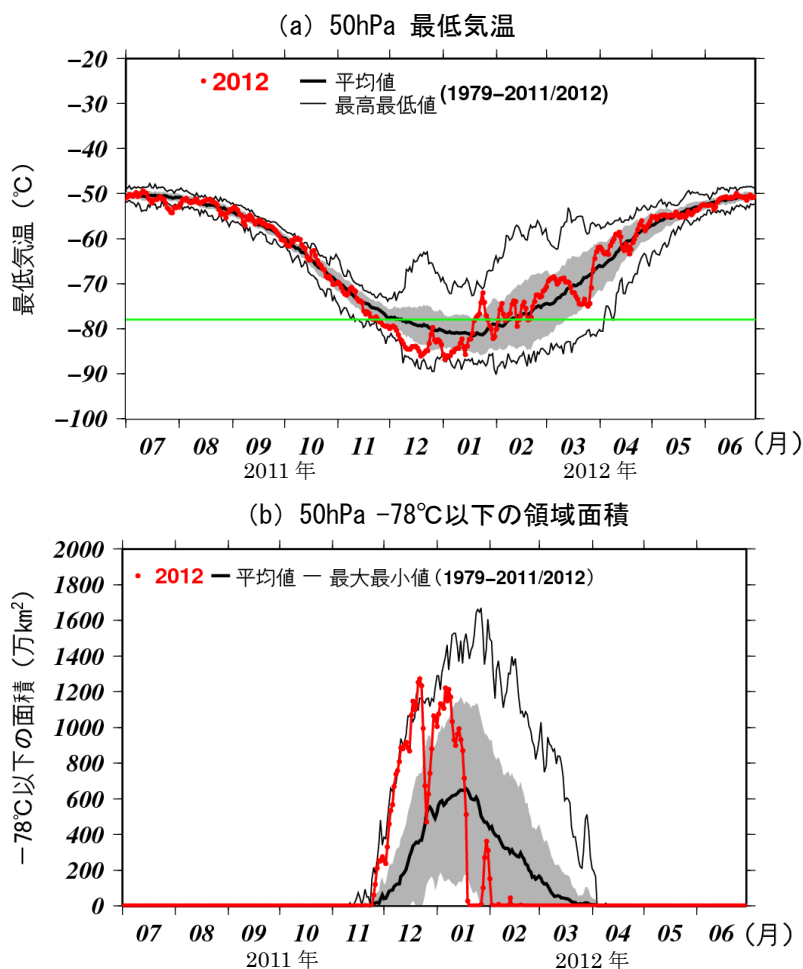 (a) 50hPa 最低気温
−20
−30
−40
−50
−60
−70
−80
−90
−100
最低気温 (℃)
2012 平均値
最高最低値 (1979−2011/2012)
07 08 09 10 11 12 01 02 03 04 05 06 (月)
2011 年 2012 年
(b) 50hPa -78℃以下の領域面積
2000
1800
1600
1400
1200
1000
800
600
400
200
0
−78℃以下の面積 (万km²)
2012 平均値 最大最小値 (1979−2011/2012)
07 08 09 10 11 12 01 02 03 04 05 06 (月)
2011 年 2012 年